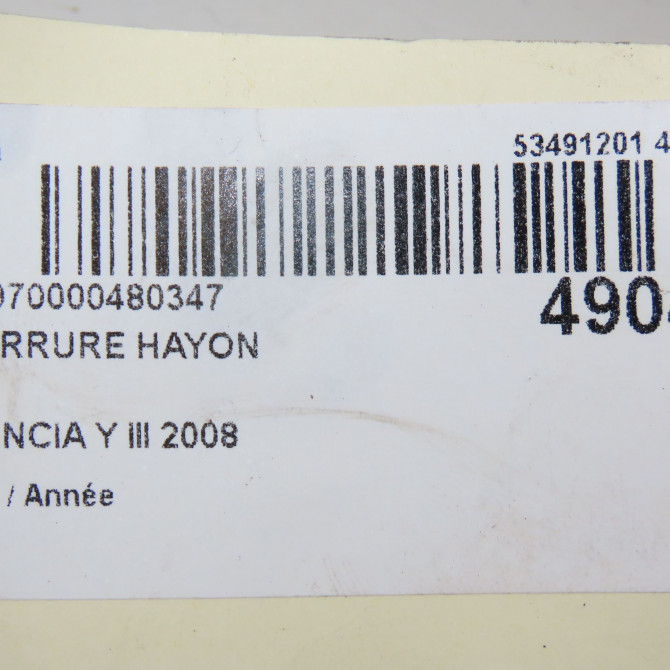 53491201 4
070000480347
490
RRURE HAYON
NCIA Y III 2008
/ Année